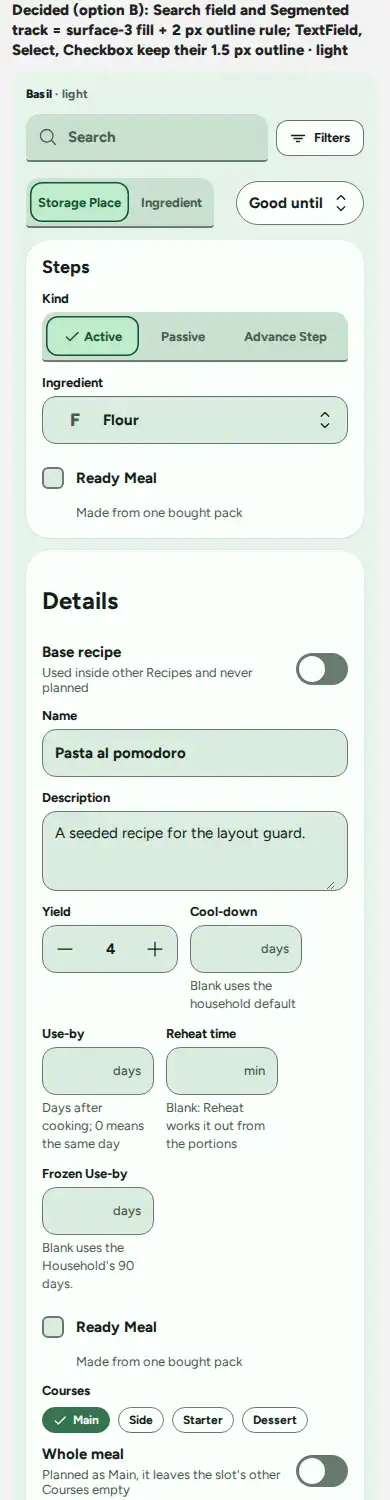 Decided (option B): Search field and Segmented
track = surface-3 fill + 2 px outline rule; TextField,
Select, Checkbox keep their 1.5 px outline · light
Basil · light
Search
Filters
Storage Place
Ingredient
Good until
Steps
Kind
Active
Passive
Advance Step
Ingredient
F
Flour
Ready Meal
Made from one bought pack
Details
Base recipe
Used inside other Recipes and never
planned
Name
Pasta al pomodoro
Description
A seeded recipe for the layout guard.
Yield
Cool-down
4
days
Blank uses the
household default
Use-by
Reheat time
days
min
Days after
cooking; 0 means
the same day
Blank: Reheat
works it out from
the portions
Frozen Use-by
days
Blank uses the
Household's 90
days.
Ready Meal
Made from one bought pack
Courses
Main
Side
Starter
Dessert
Whole meal
Planned as Main, it leaves the slot's other
Courses empty